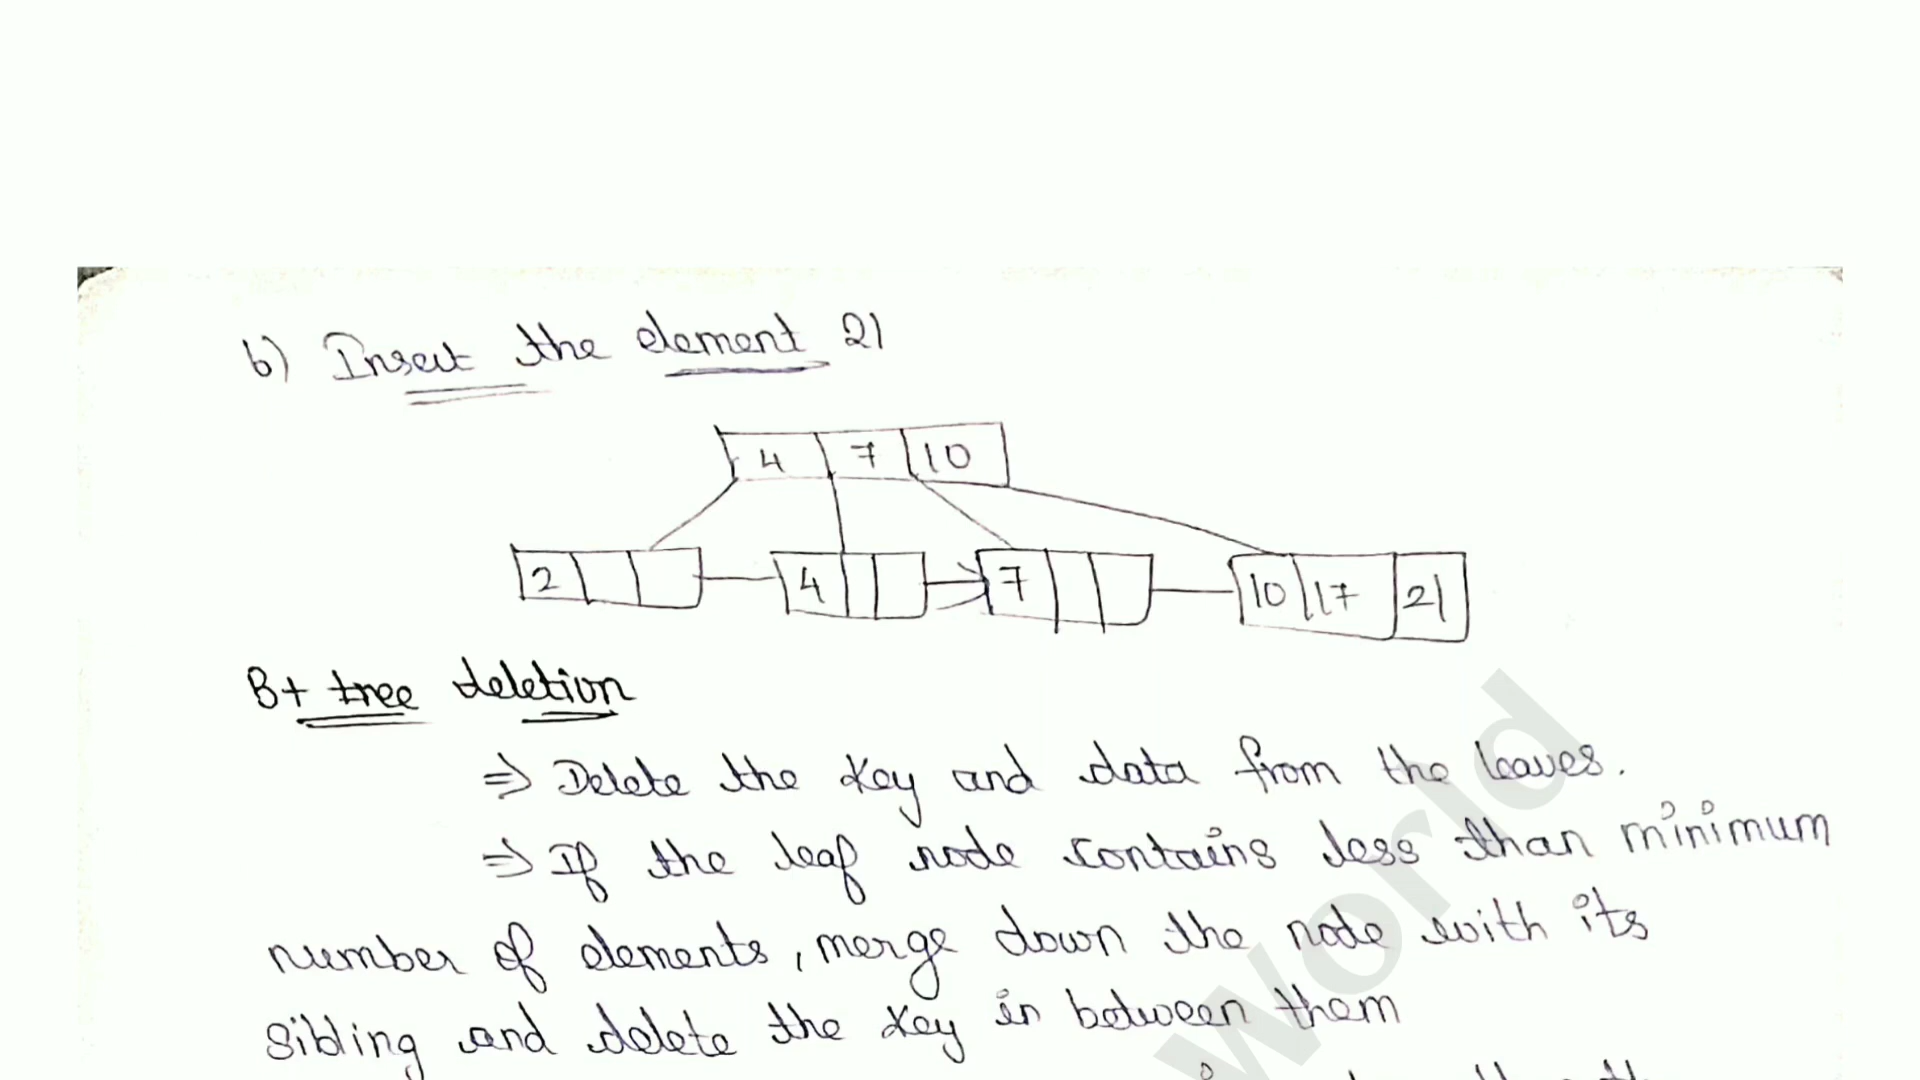 b) Insert the element 21
4 7 10
2 4 7 10 17 21
B+ tree deletion
⇒ Delete the key and data from the leaves.
⇒ If the leaf node contains less than minimum
number of elements, merge down the node with its
sibling and delete the key in between them
world